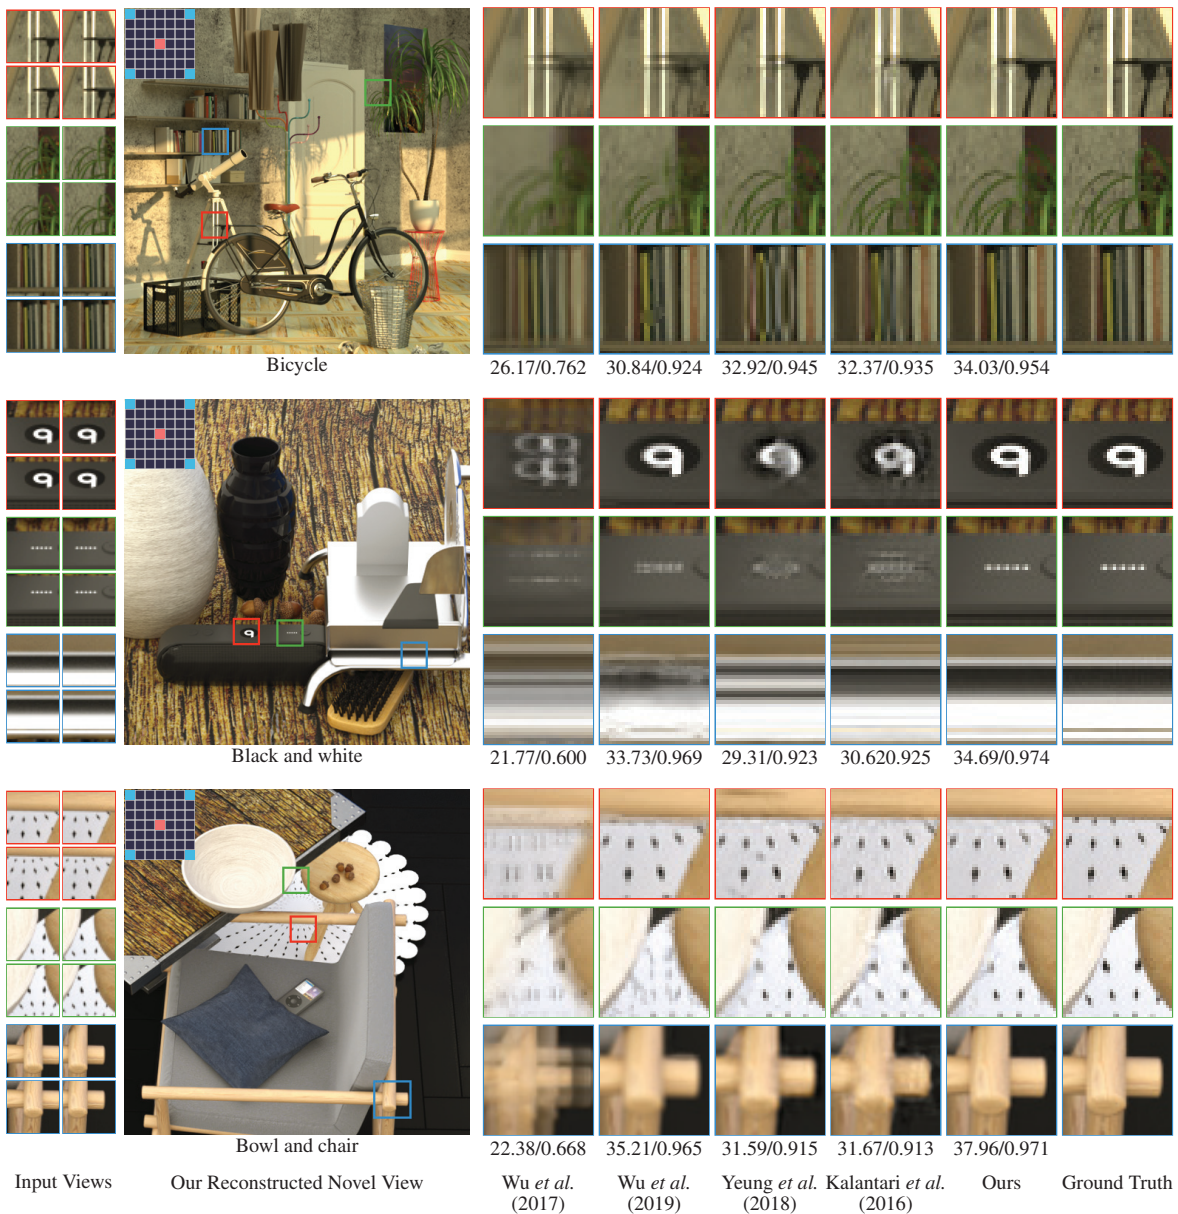 Bicycle
26.17/0.762 30.84/0.924 32.92/0.945 32.37/0.935 34.03/0.954
Black and white
21.77/0.600 33.73/0.969 29.31/0.923 30.620.925 34.69/0.974
Bowl and chair
22.38/0.668 35.21/0.965 31.59/0.915 31.67/0.913 37.96/0.971
Input Views Our Reconstructed Novel View Wu et al. Wu et al. Yeung et al. Kalantari et al. Ours Ground Truth
(2017) (2019) (2018) (2016)